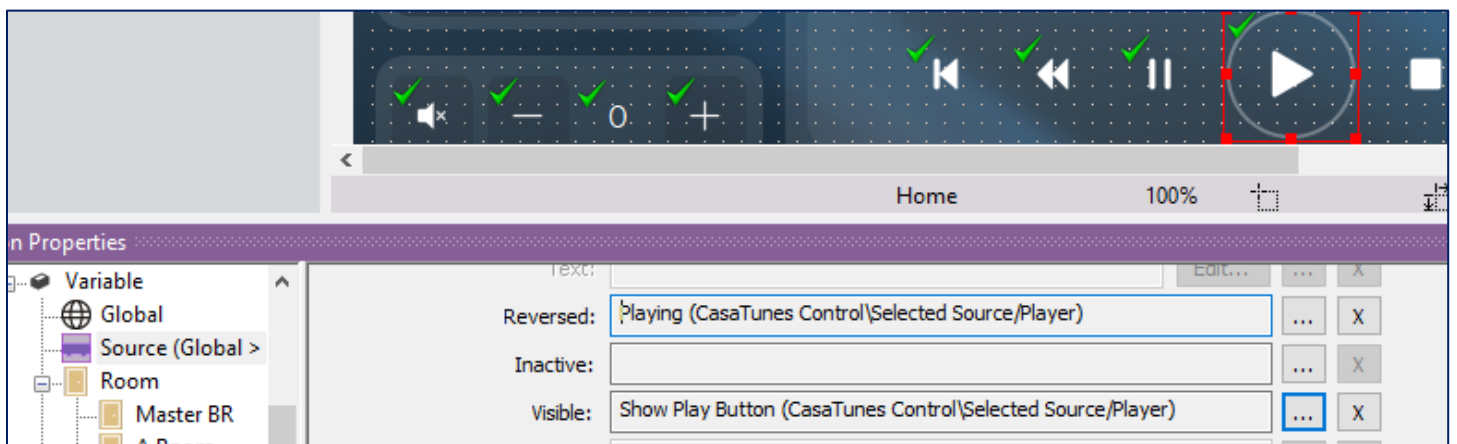 0
Home 100%
n Properties
Text: Edit... ... X
Variable
Global
Reversed: Playing (CasaTunes Control\Selected Source/Player) ... X
Source (Global >
Inactive: ... X
Room
Master BR
Visible: Show Play Button (CasaTunes Control\Selected Source/Player) ... X